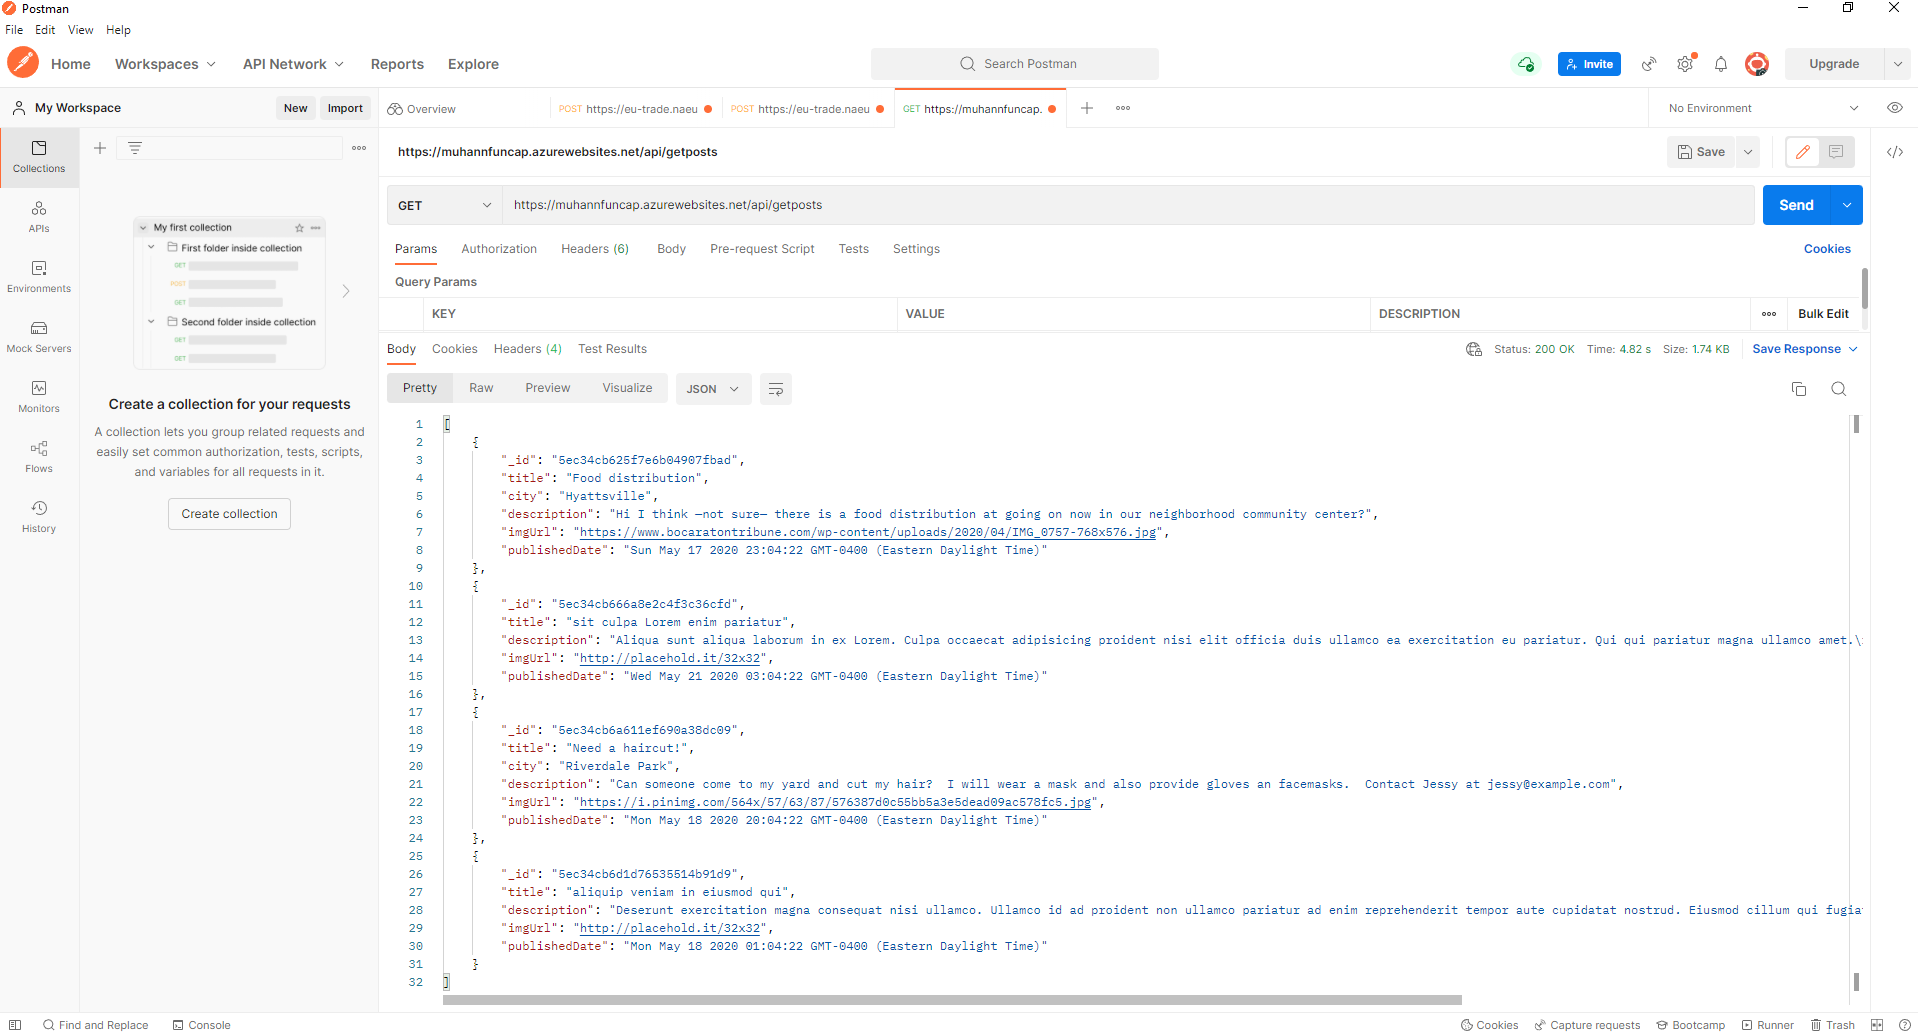 Postman
File Edit View Help
Home Workspaces API Network Reports Explore Search Postman Invite Upgrade
My Workspace New Import Overview POST https://eu-trade.naeu POST https://eu-trade.naeu GET https://muhannfuncap. No Environment
Collections
APIs
Environments
Mock Servers
Monitors
Flows
History
My first collection
First folder inside collection
GET
POST
GET
Second folder inside collection
GET
GET
Create a collection for your requests
A collection lets you group related requests and
easily set common authorization, tests, scripts,
and variables for all requests in it.
Create collection
https://muhannfuncap.azurewebsites.net/api/getposts Save
GET https://muhannfuncap.azurewebsites.net/api/getposts Send
Params Authorization Headers (6) Body Pre-request Script Tests Settings Cookies
Query Params
KEY VALUE DESCRIPTION Bulk Edit
Body Cookies Headers (4) Test Results Status: 200 OK Time: 4.82 s Size: 1.74 KB Save Response
Pretty Raw Preview Visualize JSON
1 [
2 {
3 "_id": "5ec34cb625f7e6b04907fbad",
4 "title": "Food distribution",
5 "city": "Hyattsville",
6 "description": "Hi I think —not sure— there is a food distribution at going on now in our neighborhood community center?",
7 "imgUrl": "https://www.bocaratontribune.com/wp-content/uploads/2020/04/IMG_0757-768x576.jpg",
8 "publishedDate": "Sun May 17 2020 23:04:22 GMT-0400 (Eastern Daylight Time)"
9 },
10 {
11 "_id": "5ec34cb666a8e2c4f3c36cfd",
12 "title": "sit culpa Lorem enim pariatur",
13 "description": "Aliqua sunt aliqua laborum in ex Lorem. Culpa occaecat adipisicing proident nisi elit officia duis ullamco ea exercitation eu pariatur. Qui qui pariatur magna ullamco amet.\
14 "imgUrl": "http://placehold.it/32x32",
15 "publishedDate": "Wed May 21 2020 03:04:22 GMT-0400 (Eastern Daylight Time)"
16 },
17 {
18 "_id": "5ec34cb6a611ef690a38dc09",
19 "title": "Need a haircut!",
20 "city": "Riverdale Park",
21 "description": "Can someone come to my yard and cut my hair?  I will wear a mask and also provide gloves an facemasks.  Contact Jessy at jessy@example.com",
22 "imgUrl": "https://i.pinimg.com/564x/57/63/87/576387d0c55bb5a3e5dead09ac578fc5.jpg",
23 "publishedDate": "Mon May 18 2020 20:04:22 GMT-0400 (Eastern Daylight Time)"
24 },
25 {
26 "_id": "5ec34cb6d1d76535514b91d9",
27 "title": "aliquip veniam in eiusmod qui",
28 "description": "Deserunt exercitation magna consequat nisi ullamco. Ullamco id ad proident non ullamco pariatur ad enim reprehenderit tempor aute cupidatat nostrud. Eiusmod cillum qui fugia
29 "imgUrl": "http://placehold.it/32x32",
30 "publishedDate": "Mon May 18 2020 01:04:22 GMT-0400 (Eastern Daylight Time)"
31 }
32 ]
Find and Replace Console Cookies Capture requests Bootcamp Runner Trash